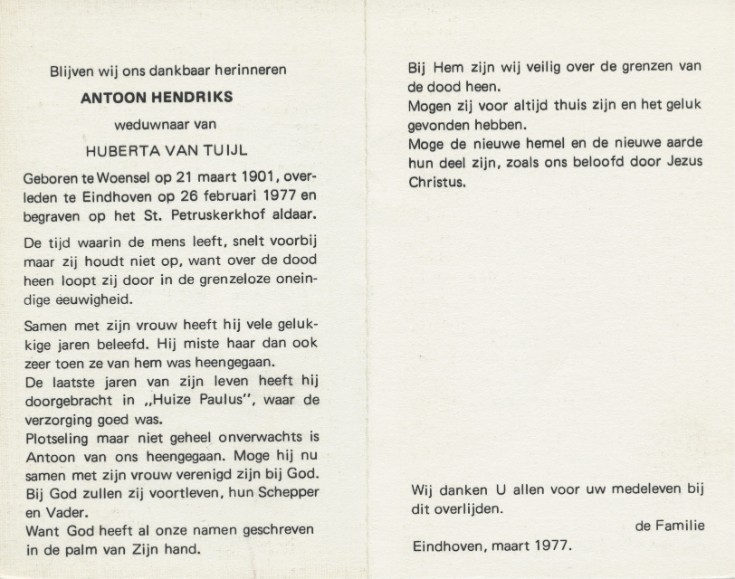 Blijven wij ons dankbaar herinneren
ANTOON HENDRIKS
weduwnaar van
HUBERTA VAN TUIJL
Geboren te Woensel op 21 maart 1901, over-
leden te Eindhoven op 26 februari 1977 en
begraven op het St. Petruskerkhof aldaar.
De tijd waarin de mens leeft, snelt voorbij
maar zij houdt niet op, want over de dood
heen loopt zij door in de grenzeloze onein-
dige eeuwigheid.
Samen met zijn vrouw heeft hij vele geluk-
kige jaren beleefd. Hij miste haar dan ook
zeer toen ze van hem was heengegaan.
De laatste jaren van zijn leven heeft hij
doorgebracht in „Huize Paulus", waar de
verzorging goed was.
Plotseling maar niet geheel onverwachts is
Antoon van ons heengegaan. Moge hij nu
samen met zijn vrouw verenigd zijn bij God.
Bij God zullen zij voortleven, hun Schepper
en Vader.
Want God heeft al onze namen geschreven
in de palm van Zijn hand.
Bij Hem zijn wij veilig over de grenzen van
de dood heen.
Mogen zij voor altijd thuis zijn en het geluk
gevonden hebben.
Moge de nieuwe hemel en de nieuwe aarde
hun deel zijn, zoals ons beloofd door Jezus
Christus.
Wij danken U allen voor uw medeleven bij
dit overlijden.
de Familie
Eindhoven, maart 1977.